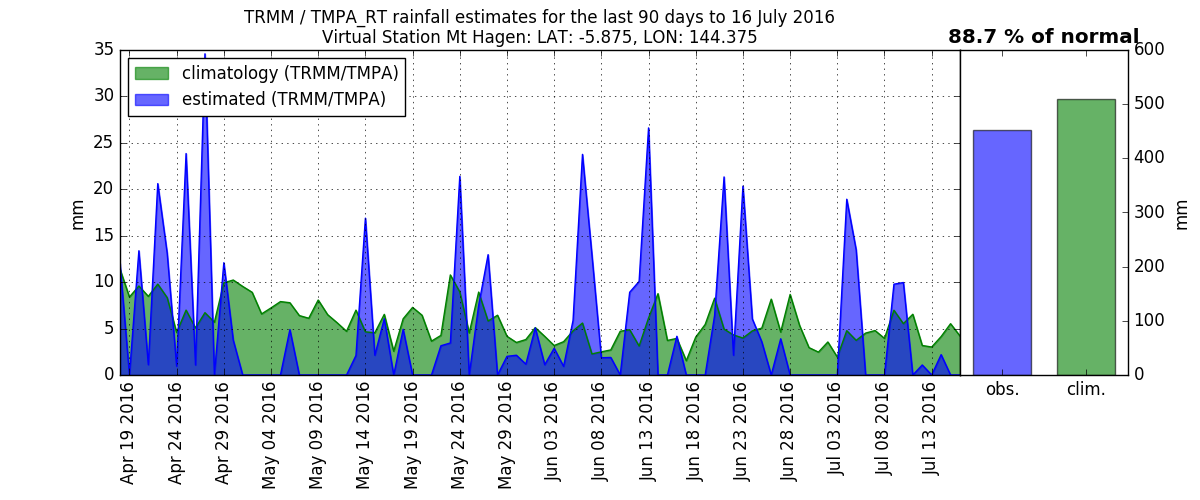 TRMM / TMPA_RT rainfall estimates for the last 90 days to 16 July 2016
Virtual Station Mt Hagen: LAT: -5.875, LON: 144.375
88.7 % of normal
climatology (TRMM/TMPA)
estimated (TRMM/TMPA)
35
30
25
20
15
10
5
0
mm
Apr 19 2016
Apr 24 2016
Apr 29 2016
May 04 2016
May 09 2016
May 14 2016
May 19 2016
May 24 2016
May 29 2016
Jun 03 2016
Jun 08 2016
Jun 13 2016
Jun 18 2016
Jun 23 2016
Jun 28 2016
Jul 03 2016
Jul 08 2016
Jul 13 2016
600
500
400
300
200
100
0
mm
obs.
clim.